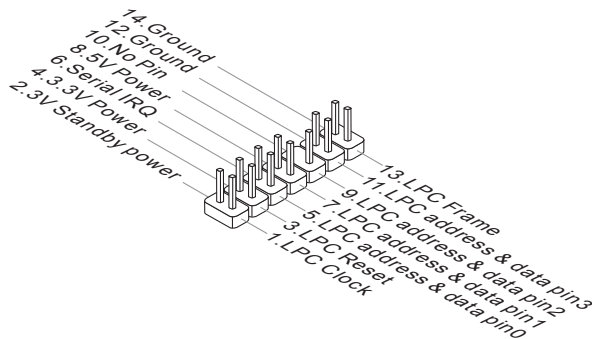 14.Ground
12.Ground
10.No Pin
8.5V Power
6.Serial IRQ
4.3.3V Power
2.3V Standby power
13.LPC Frame
11.LPC address & data pin3
9.LPC address & data pin2
7.LPC address & data pin1
5.LPC address & data pin0
3.LPC Reset
1.LPC Clock